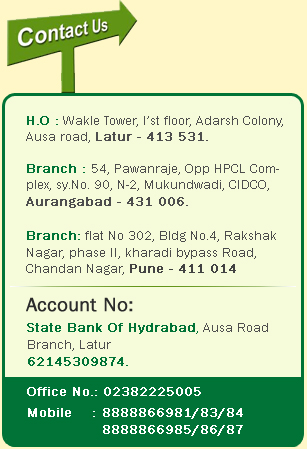 Contact Us
H.O : Wakle Tower, I'st floor, Adarsh Colony,
Ausa road, Latur - 413 531.
Branch : 54, Pawanraje, Opp HPCL Com-
plex, sy.No. 90, N-2, Mukundwadi, CIDCO,
Aurangabad - 431 006.
Branch: flat No 302, Bldg No.4, Rakshak
Nagar, phase II, kharadi bypass Road,
Chandan Nagar, Pune - 411 014
Account No:
State Bank Of Hydrabad, Ausa Road
Branch, Latur
62145309874.
Office No.: 02382225005
Mobile : 8888866981/83/84
8888866985/86/87